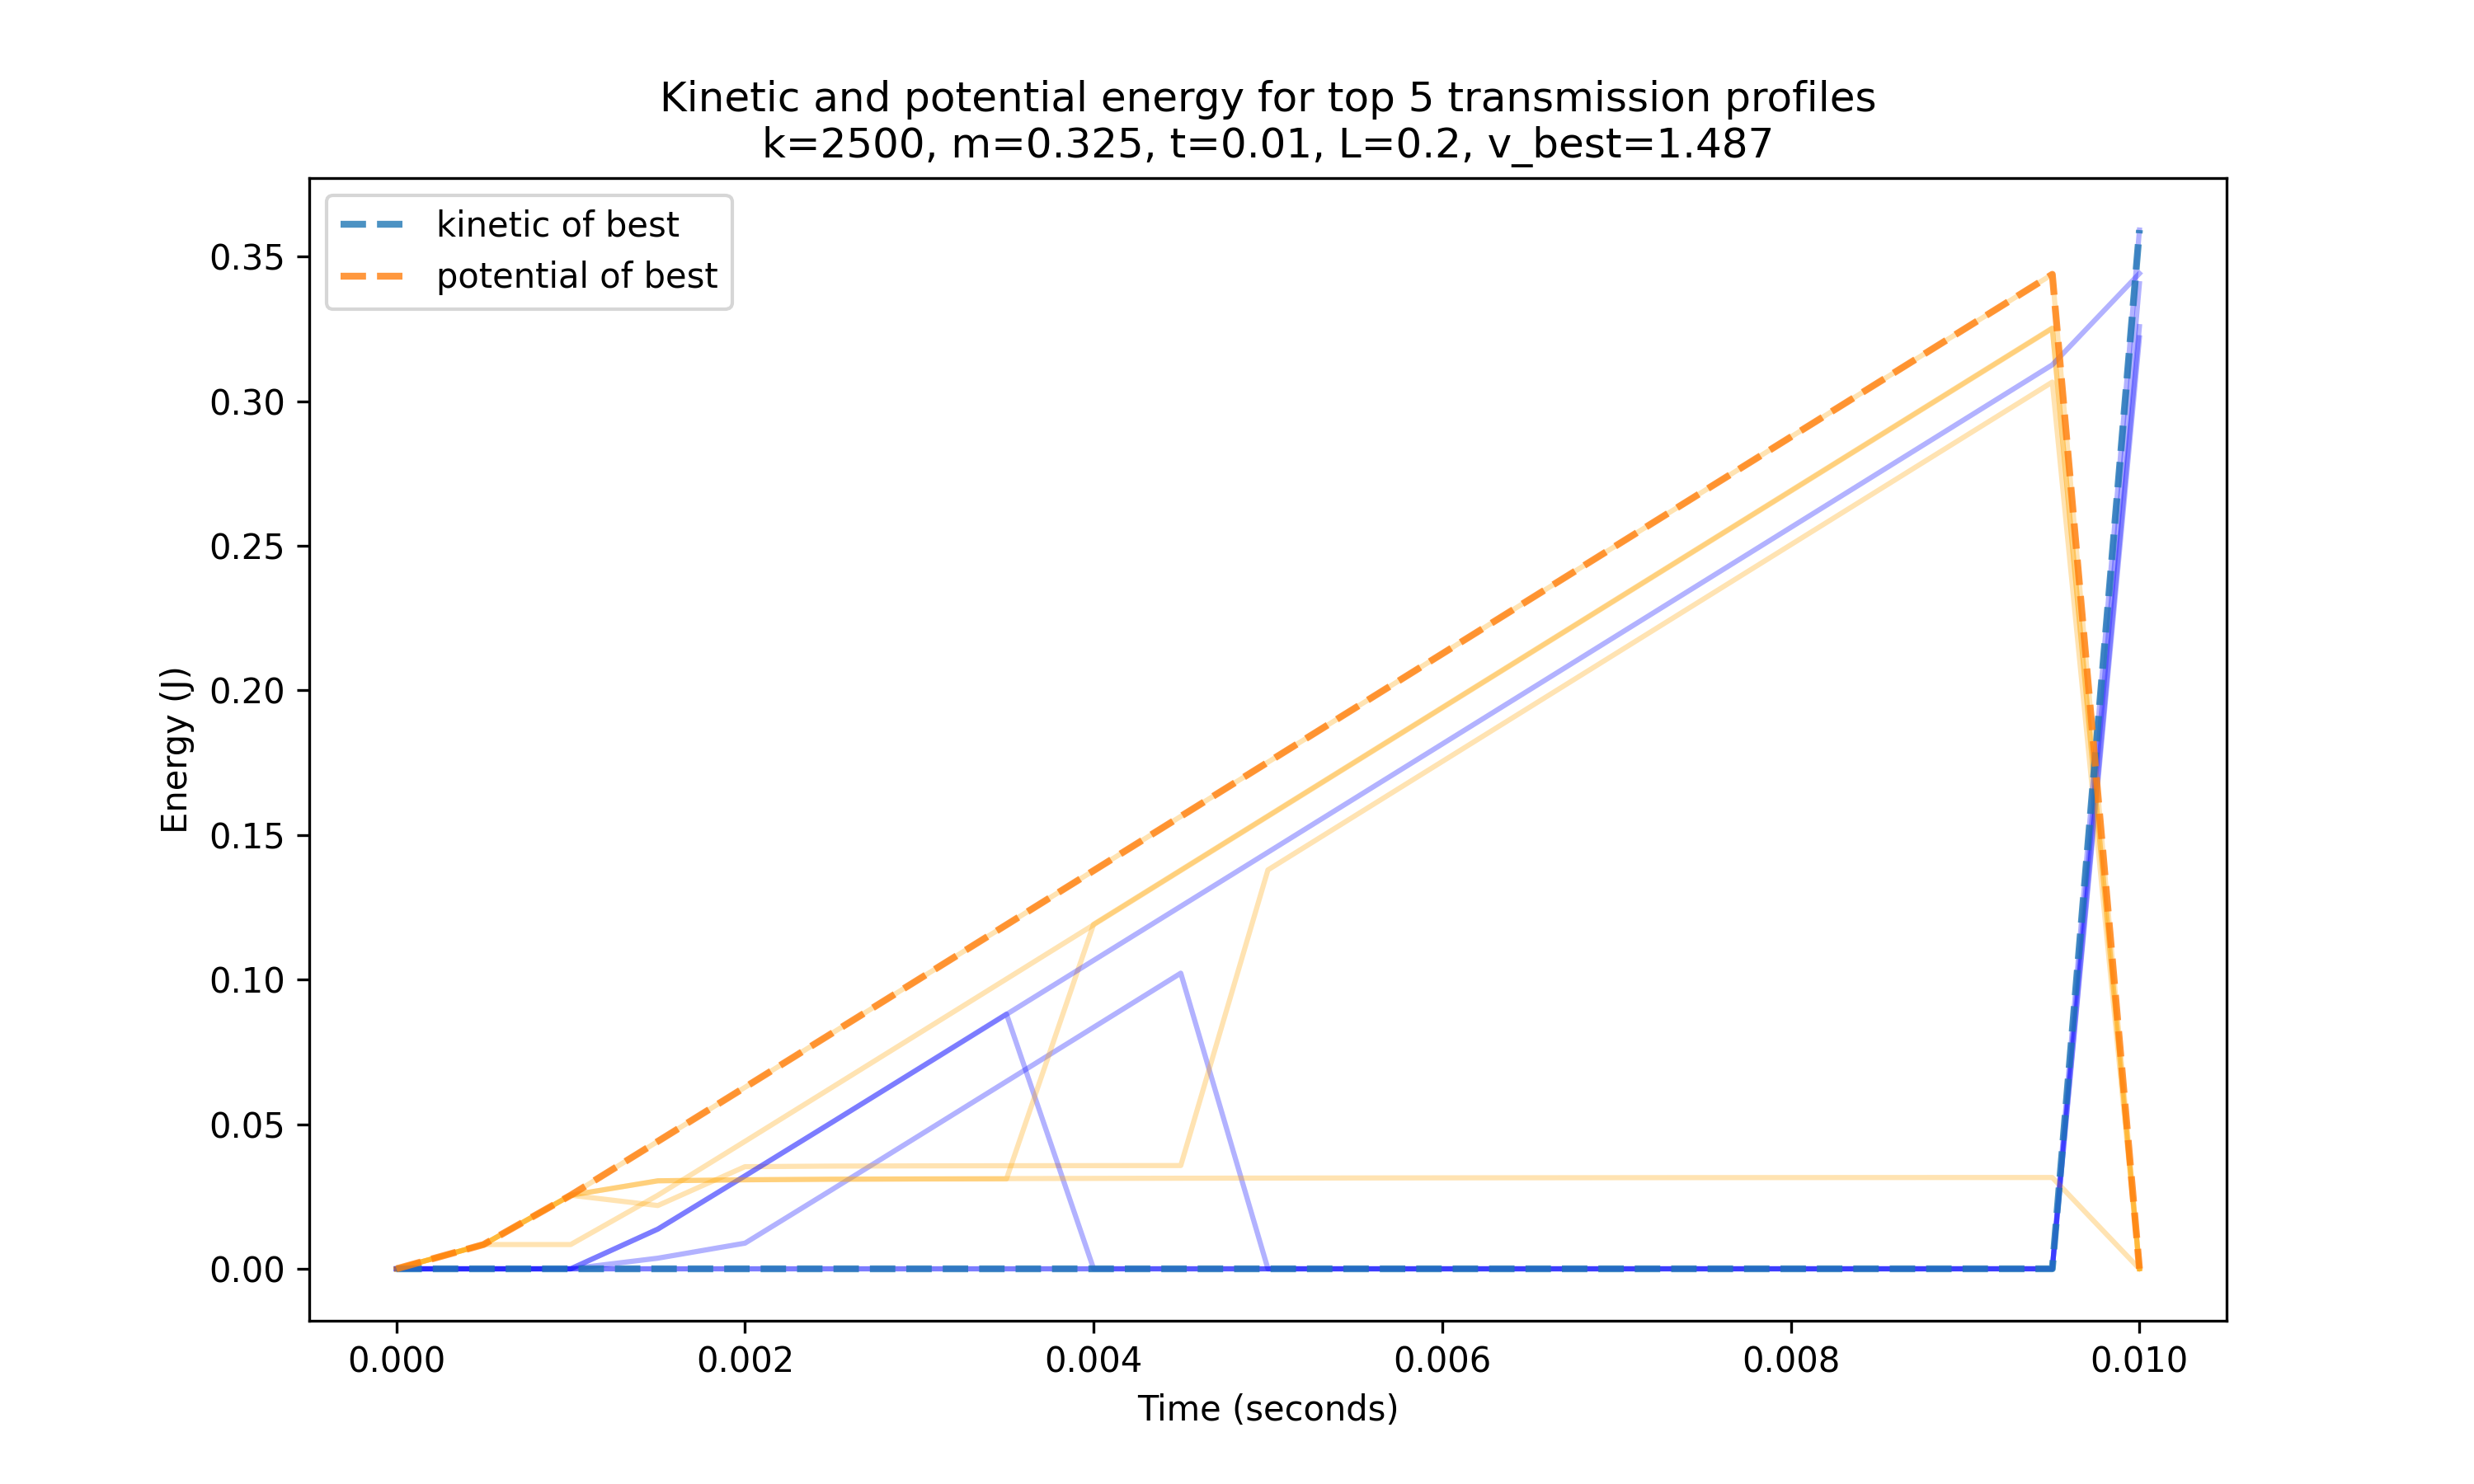 Kinetic and potential energy for top 5 transmission profiles
k=2500, m=0.325, t=0.01, L=0.2, v_best=1.487
kinetic of best
potential of best
0.35
0.30
0.25
0.20
0.15
0.10
0.05
0.00
Energy (J)
0.000 0.002 0.004 0.006 0.008 0.010
Time (seconds)